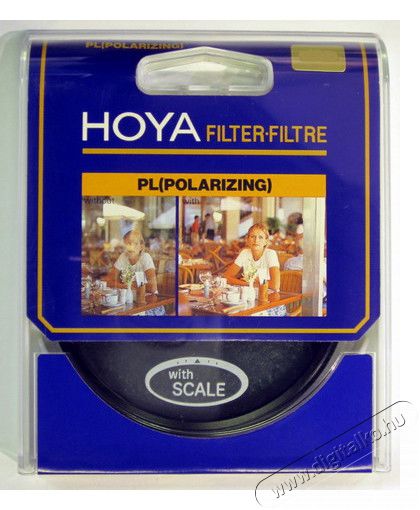 PL(POLARIZING)
HOYA FILTER·FILTRE
PL(POLARIZING)
without
with
with
SCALE
www.digitalko.hu